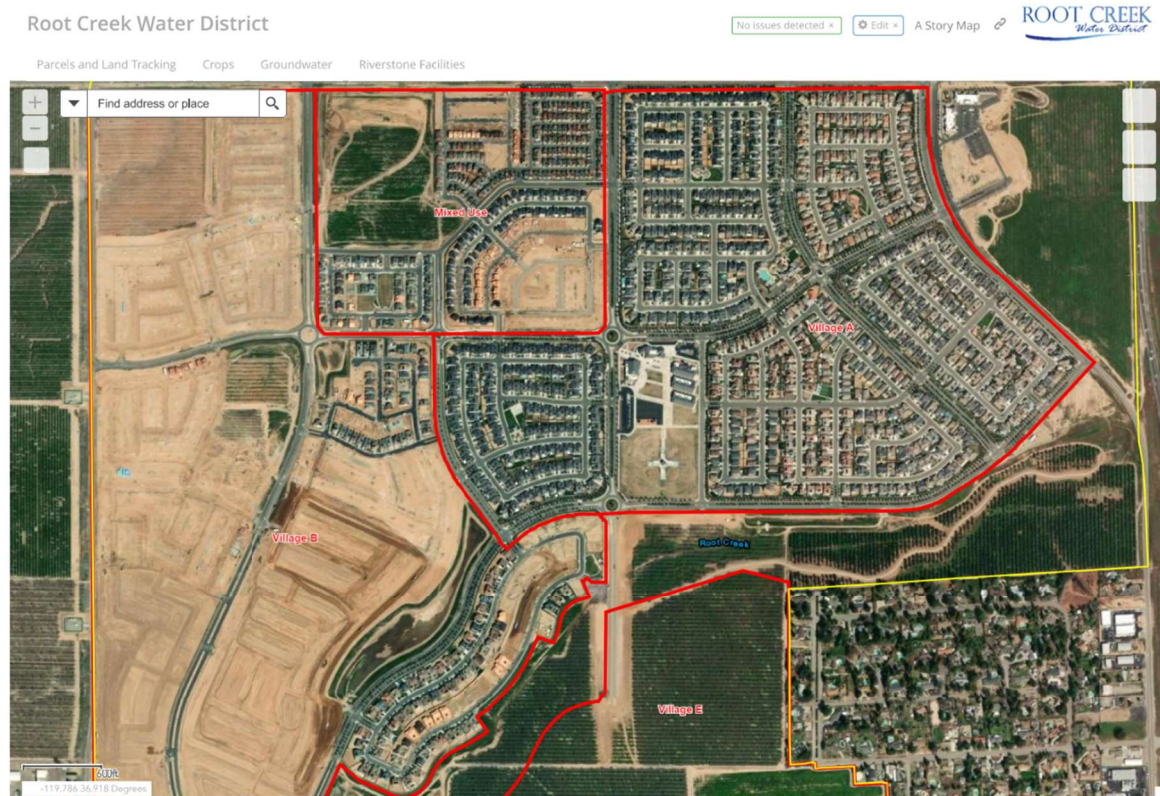 Root Creek Water District
No issues detected ×
Edit ×
A Story Map
ROOT CREEK
Water District
Parcels and Land Tracking
Crops
Groundwater
Riverstone Facilities
+
Find address or place
−
Mixed Use
Village A
Village B
Root Creek
Village E
600ft
-119.786 36.918 Degrees